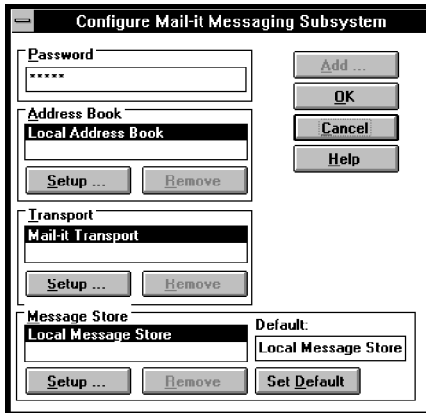 Configure Mail-it Messaging Subsystem
Password
*****
Add ...
OK
Cancel
Help
Address Book
Local Address Book
Setup ...
Remove
Transport
Mail-it Transport
Setup ...
Remove
Message Store
Local Message Store
Default:
Local Message Store
Setup ...
Remove
Set Default